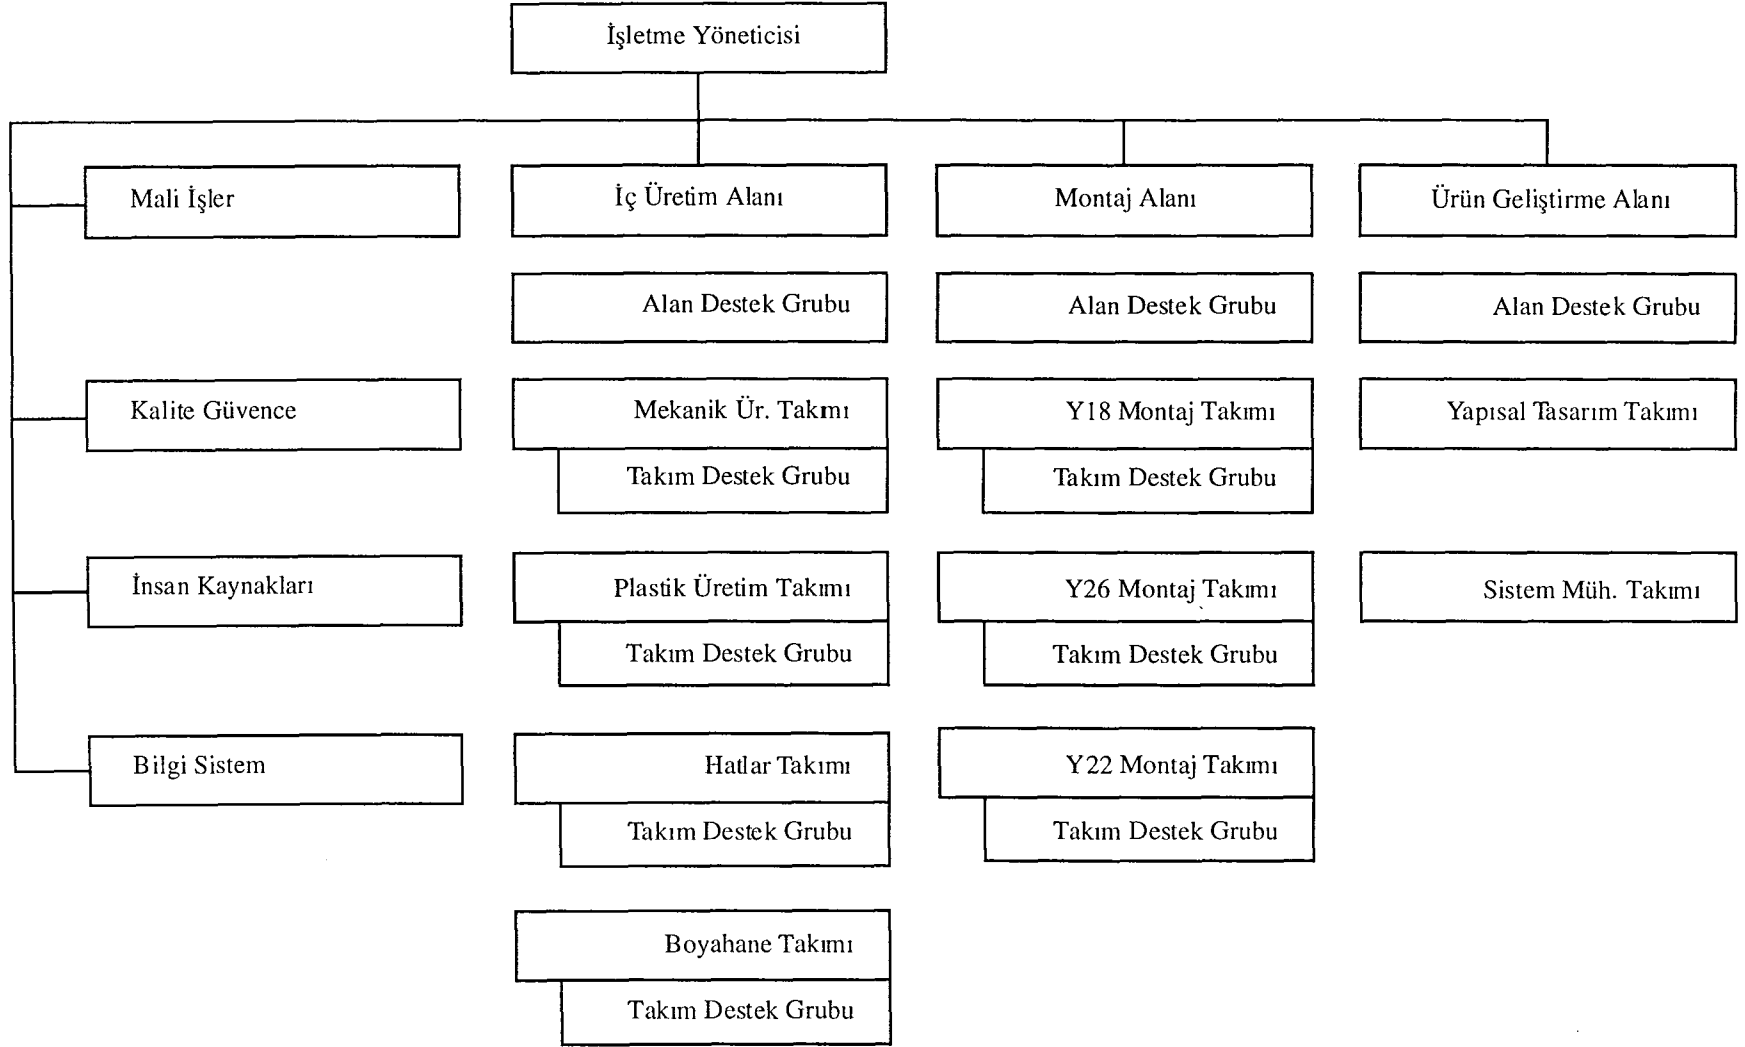 İşletme Yöneticisi
Mali İşler
İç Üretim Alanı
Montaj Alanı
Ürün Geliştirme Alanı
Alan Destek Grubu
Alan Destek Grubu
Alan Destek Grubu
Kalite Güvence
Mekanik Ür. Takımı
Y18 Montaj Takımı
Yapısal Tasarım Takımı
Takım Destek Grubu
Takım Destek Grubu
İnsan Kaynakları
Plastik Üretim Takımı
Y26 Montaj Takımı
Sistem Müh. Takımı
Takım Destek Grubu
Takım Destek Grubu
Bilgi Sistem
Hatlar Takımı
Y22 Montaj Takımı
Takım Destek Grubu
Takım Destek Grubu
Boyahane Takımı
Takım Destek Grubu